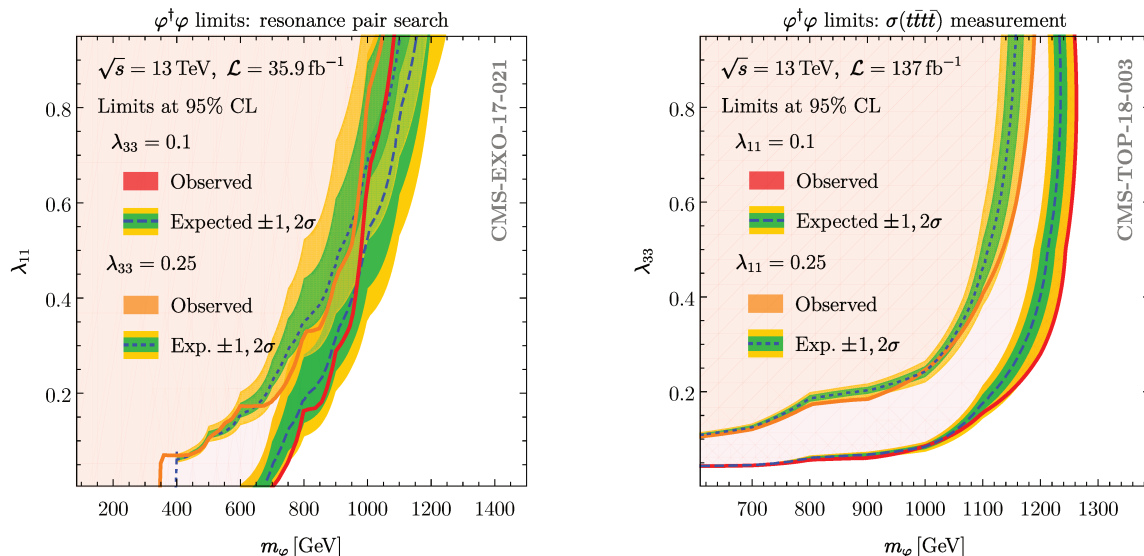 φ†φ limits: resonance pair search
√s = 13 TeV, 𝓛 = 35.9 fb⁻¹
Limits at 95% CL
λ₃₃ = 0.1
Observed
Expected ±1, 2σ
λ₃₃ = 0.25
Observed
Exp. ±1, 2σ
CMS-EXO-17-021
λ₁₁
0.8
0.6
0.4
0.2
200 400 600 800 1000 1200 1400
m_φ [GeV]
φ†φ limits: σ(tt̄tt̄) measurement
√s = 13 TeV, 𝓛 = 137 fb⁻¹
Limits at 95% CL
λ₁₁ = 0.1
Observed
Expected ±1, 2σ
λ₁₁ = 0.25
Observed
Exp. ±1, 2σ
CMS-TOP-18-003
λ₃₃
0.8
0.6
0.4
0.2
700 800 900 1000 1100 1200 1300
m_φ [GeV]